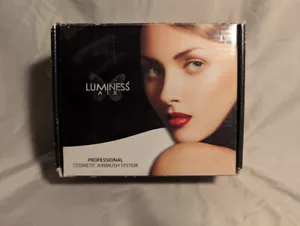 LUMINESS
AIR
PROFESSIONAL
COSMETIC AIRBRUSH SYSTEM